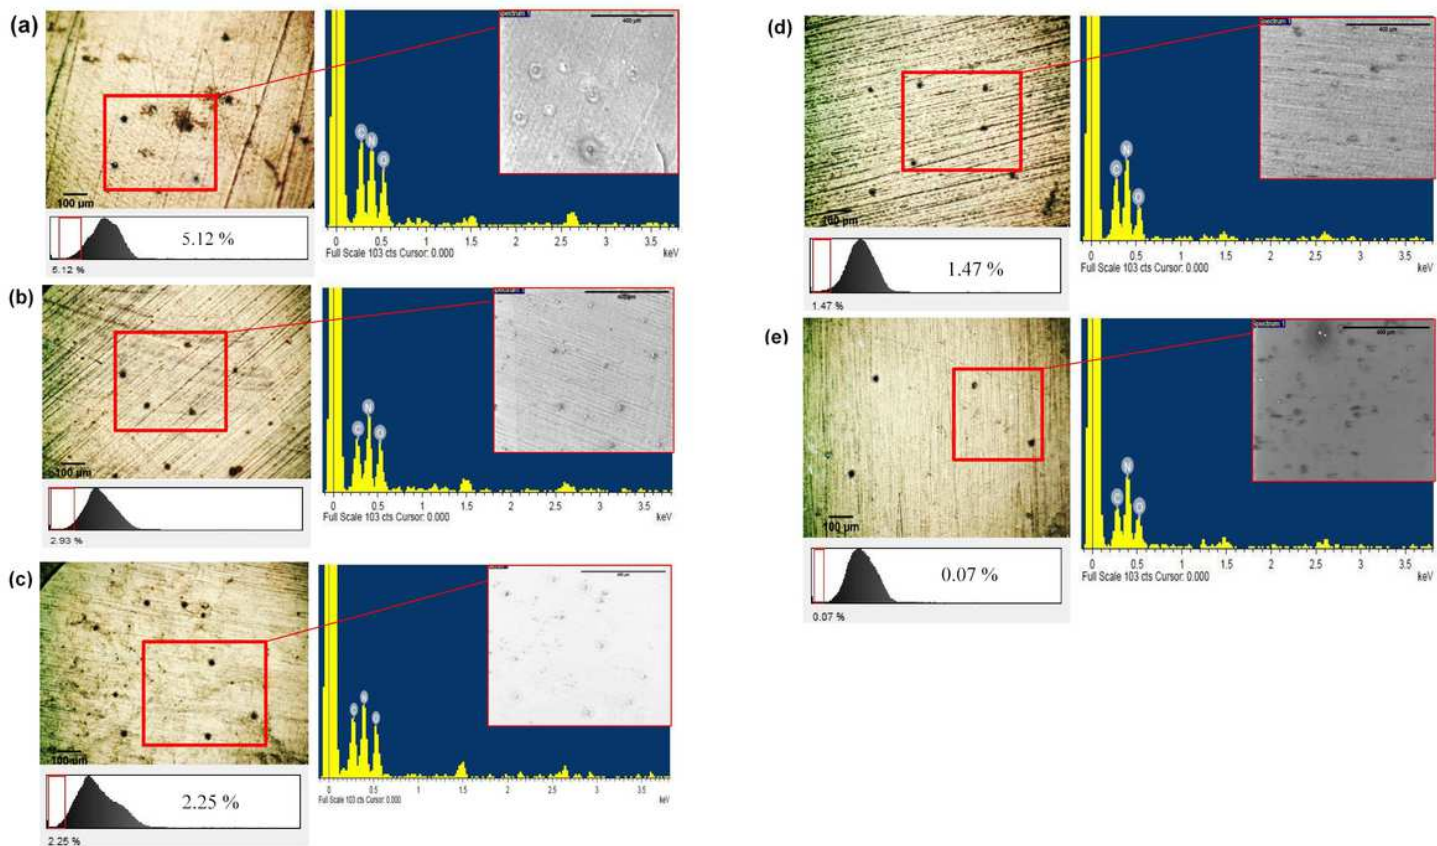 (a)
Spectrum 1
400 µm
C N O
100 µm
5.12 %
5.12 %
0 0.5 1 1.5 2 2.5 3 3.5
Full Scale 103 cts Cursor: 0.000 keV
(b)
Spectrum 1
C N O
100 µm
2.93 %
0 0.5 1 1.5 2 2.5 3 3.5
Full Scale 103 cts Cursor: 0.000 keV
(c)
C N O
100 µm
2.25 %
2.25 %
0 0.5 1 1.5 2 2.5 3 3.5
Full Scale 103 cts Cursor: 0.000 keV
(d)
Spectrum 1
400 µm
C N O
100 µm
1.47 %
1.47 %
0 0.5 1 1.5 2 2.5 3 3.5
Full Scale 103 cts Cursor: 0.000 keV
(e)
Spectrum 1
400 µm
C N O
100 µm
0.07 %
0.07 %
0 0.5 1 1.5 2 2.5 3 3.5
Full Scale 103 cts Cursor: 0.000 keV